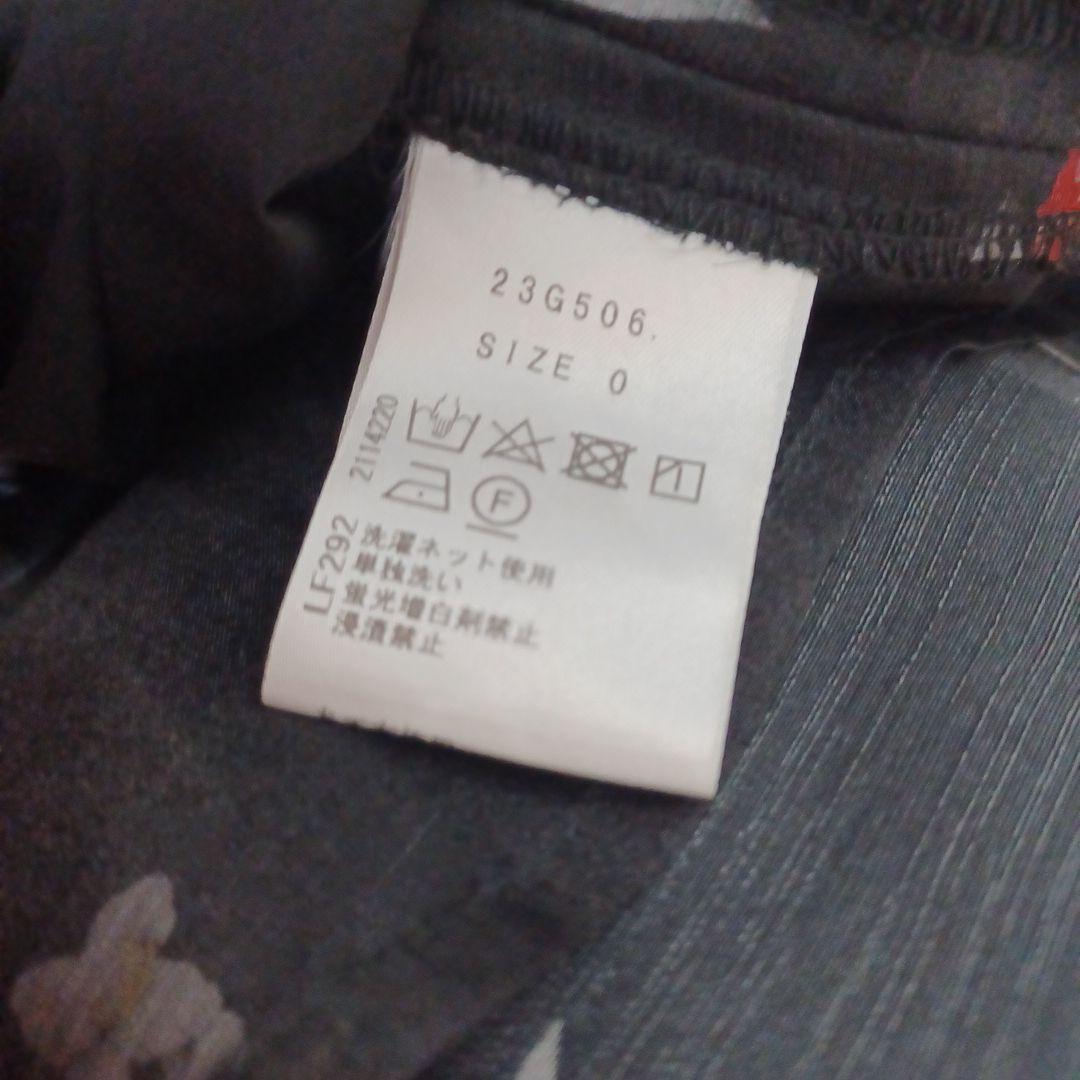 23G506.
SIZE 0
2114220
F
LF292
洗濯ネット使用
単独洗い
蛍光増白剤禁止
浸漬禁止